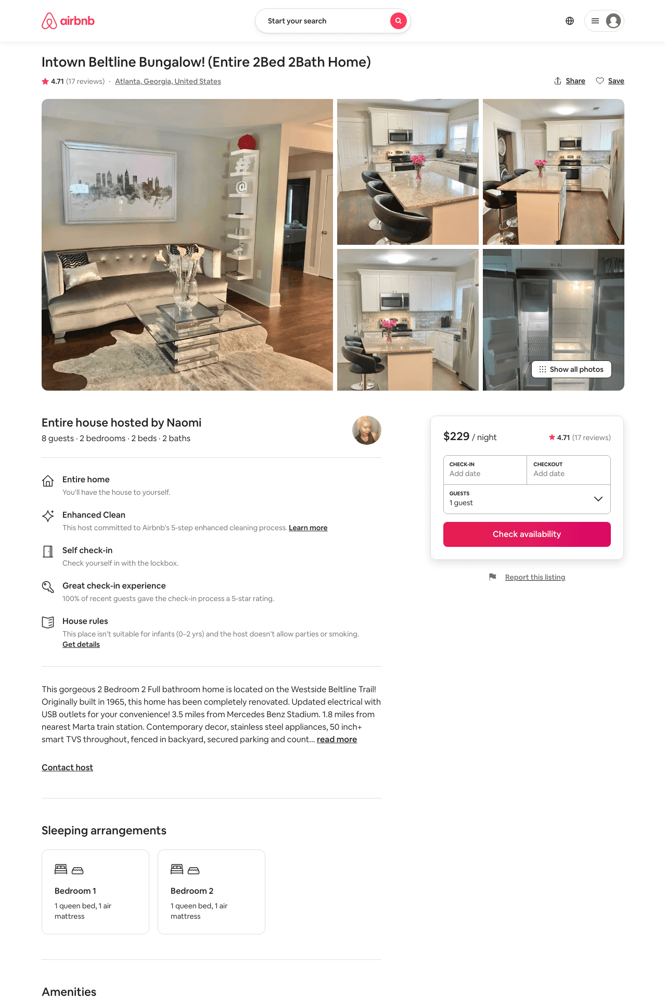 airbnb
Start your search
Intown Beltline Bungalow! (Entire 2Bed 2Bath Home)
4.71 (17 reviews) · Atlanta, Georgia, United States
Share
Save
#
@
Show all photos
Entire house hosted by Naomi
8 guests · 2 bedrooms · 2 beds · 2 baths
Entire home
You’ll have the house to yourself.
Enhanced Clean
This host committed to Airbnb's 5-step enhanced cleaning process. Learn more
Self check-in
Check yourself in with the lockbox.
Great check-in experience
100% of recent guests gave the check-in process a 5-star rating.
House rules
This place isn’t suitable for infants (0–2 yrs) and the host doesn’t allow parties or smoking.
Get details
$229 / night
4.71 (17 reviews)
CHECK-IN
Add date
CHECKOUT
Add date
GUESTS
1 guest
Check availability
Report this listing
This gorgeous 2 Bedroom 2 Full bathroom home is located on the Westside Beltline Trail!
Originally built in 1965, this home has been completely renovated. Updated electrical with
USB outlets for your convenience! 3.5 miles from Mercedes Benz Stadium. 1.8 miles from
nearest Marta train station. Contemporary decor, stainless steel appliances, 50 inch+
smart TVS throughout, fenced in backyard, secured parking and count... read more
Contact host
Sleeping arrangements
Bedroom 1
1 queen bed, 1 air
mattress
Bedroom 2
1 queen bed, 1 air
mattress
Amenities